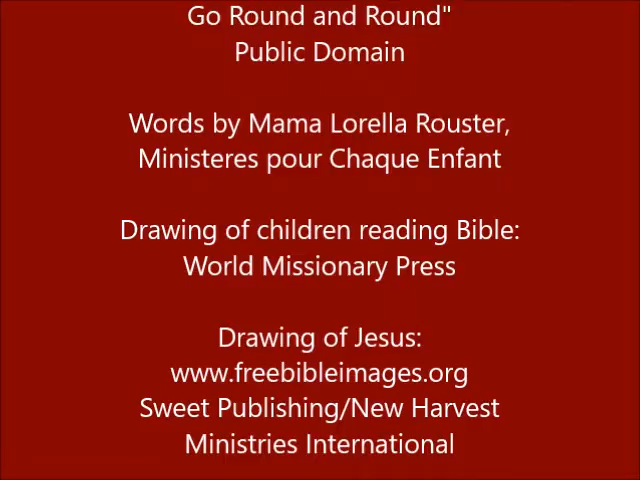 Go Round and Round"
Public Domain
Words by Mama Lorella Rouster,
Ministeres pour Chaque Enfant
Drawing of children reading Bible:
World Missionary Press
Drawing of Jesus:
www.freebibleimages.org
Sweet Publishing/New Harvest
Ministries International